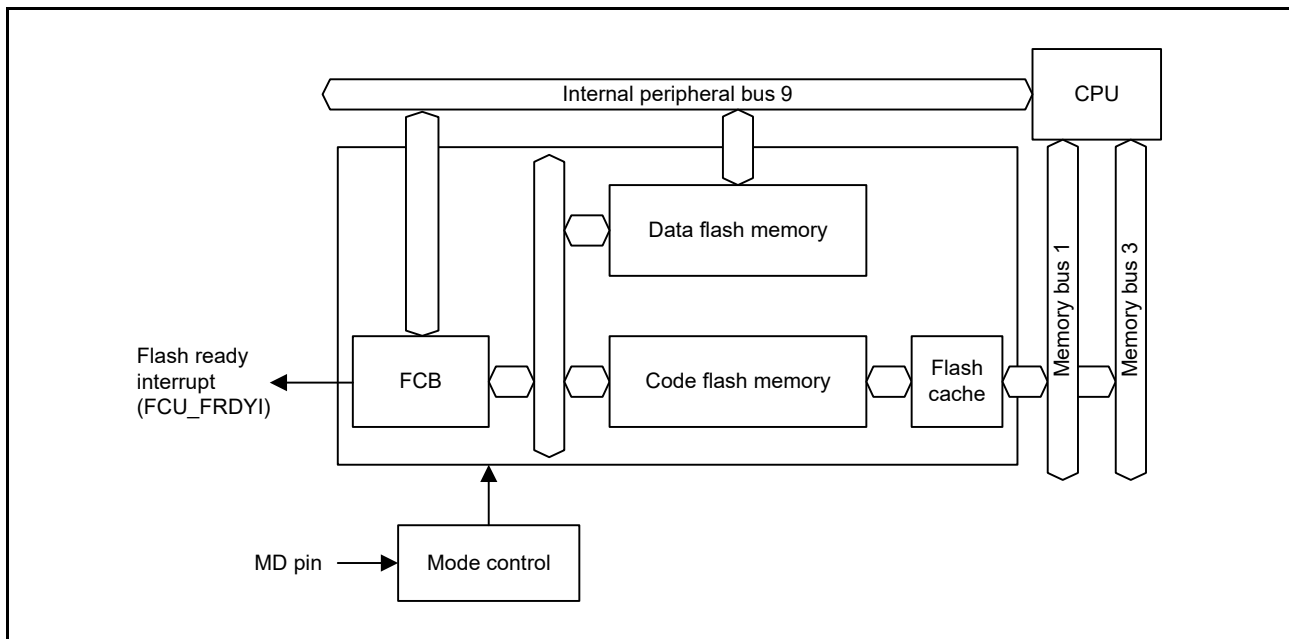 Internal peripheral bus 9
CPU
Data flash memory
Memory bus 1
Memory bus 3
Flash ready
interrupt
(FCU_FRDYI)
FCB
Code flash memory
Flash
cache
MD pin
Mode control